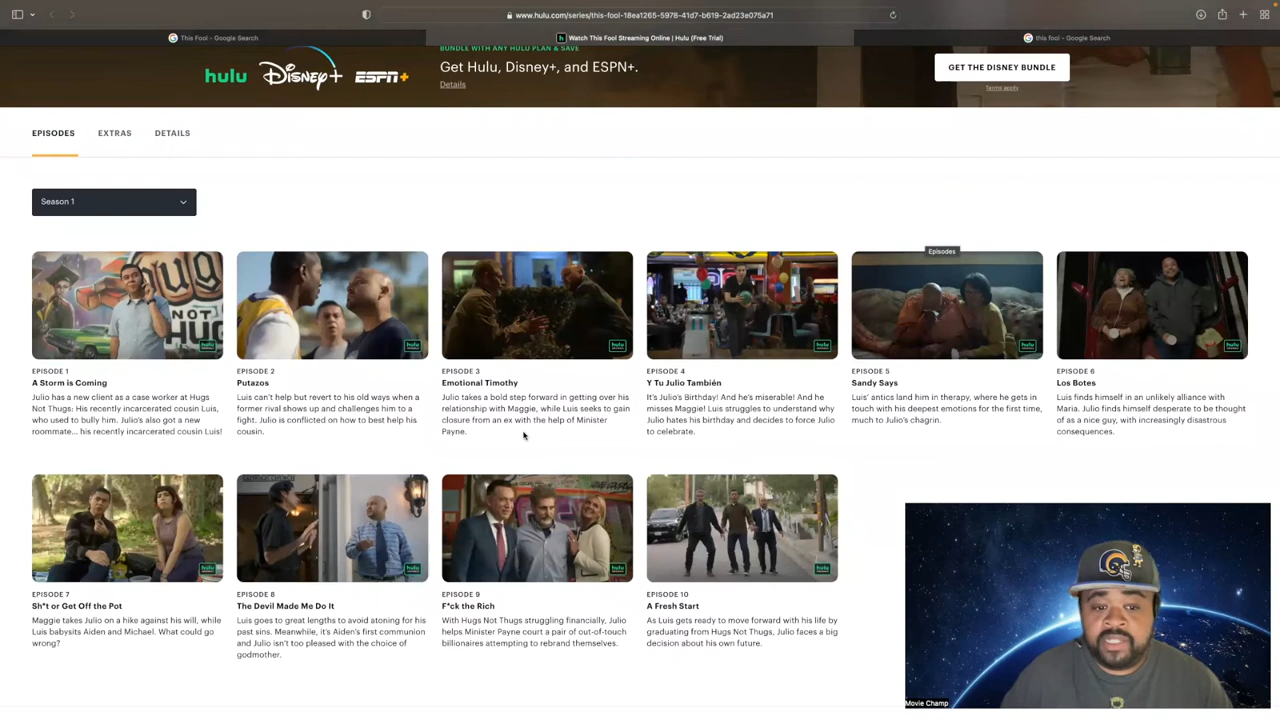 www.hulu.com/series/this-fool-18ea1265-5978-41d7-b619-2ad23e075a71
This Fool - Google Search
Watch This Fool Streaming Online | Hulu (Free Trial)
this fool - Google Search
BUNDLE WITH ANY HULU PLAN & SAVE
hulu Disney+ ESPN+
Get Hulu, Disney+, and ESPN+.
Details
GET THE DISNEY BUNDLE
Terms apply
EPISODES
EXTRAS
DETAILS
Season 1
Episodes
EPISODE 1
A Storm is Coming
Julio has a new client as a case worker at Hugs
Not Thugs: His recently incarcerated cousin Luis,
who used to bully him. Julio's also got a new
roommate... his recently incarcerated cousin Luis!
EPISODE 2
Putazos
Luis can't help but revert to his old ways when a
former rival shows up and challenges him to a
fight. Julio is conflicted on how to best help his
cousin.
EPISODE 3
Emotional Timothy
Julio takes a bold step forward in getting over his
relationship with Maggie, while Luis seeks to gain
closure from an ex with the help of Minister
Payne.
EPISODE 4
Y Tu Julio También
It's Julio's Birthday! And he's miserable! And he
misses Maggie! Luis struggles to understand why
Julio hates his birthday and decides to force Julio
to celebrate.
EPISODE 5
Sandy Says
Luis' antics land him in therapy, where he gets in
touch with his deepest emotions for the first time,
much to Julio's chagrin.
EPISODE 6
Los Botes
Luis finds himself in an unlikely alliance with
Maria. Julio finds himself desperate to be thought
of as a nice guy, with increasingly disastrous
consequences.
EPISODE 7
Sh*t or Get Off the Pot
Maggie takes Julio on a hike against his will, while
Luis babysits Aiden and Michael. What could go
wrong?
EPISODE 8
The Devil Made Me Do It
Luis goes to great lengths to avoid atoning for his
past sins. Meanwhile, it's Aiden's first communion
and Julio isn't too pleased with the choice of
godmother.
EPISODE 9
F*ck the Rich
With Hugs Not Thugs struggling financially, Julio
helps Minister Payne court a pair of out-of-touch
billionaires attempting to rebrand themselves.
EPISODE 10
A Fresh Start
As Luis gets ready to move forward with his life by
graduating from Hugs Not Thugs, Julio faces a big
decision about his own future.
Movie Champ